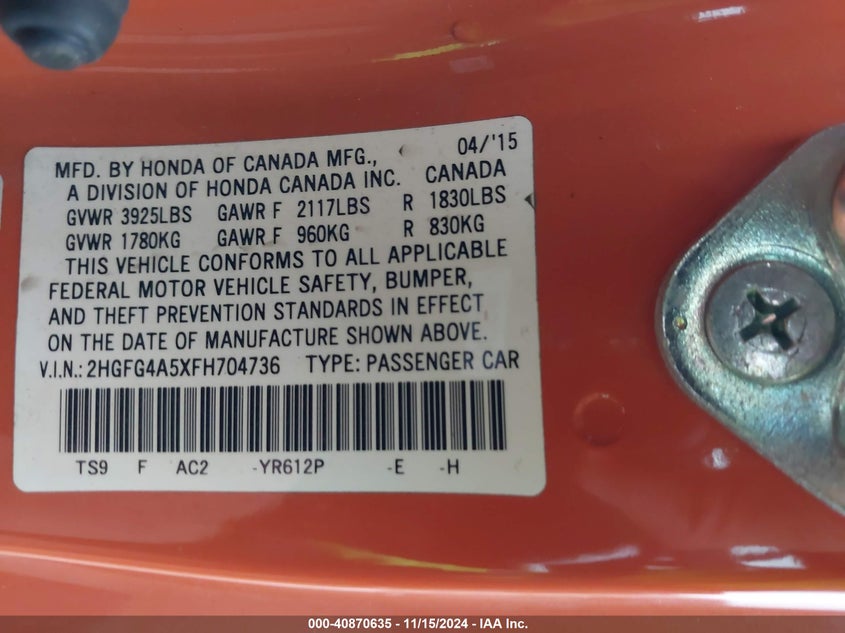 MFD. BY HONDA OF CANADA MFG., 04/'15
A DIVISION OF HONDA CANADA INC. CANADA
GVWR 3925LBS GAWR F 2117LBS R 1830LBS
GVWR 1780KG GAWR F 960KG R 830KG
THIS VEHICLE CONFORMS TO ALL APPLICABLE
FEDERAL MOTOR VEHICLE SAFETY, BUMPER,
AND THEFT PREVENTION STANDARDS IN EFFECT
ON THE DATE OF MANUFACTURE SHOWN ABOVE.
V.I.N.: 2HGFG4A5XFH704736 TYPE: PASSENGER CAR
TS9 F AC2 -YR612P -E -H
000-40870635 - 11/15/2024 - IAA Inc.